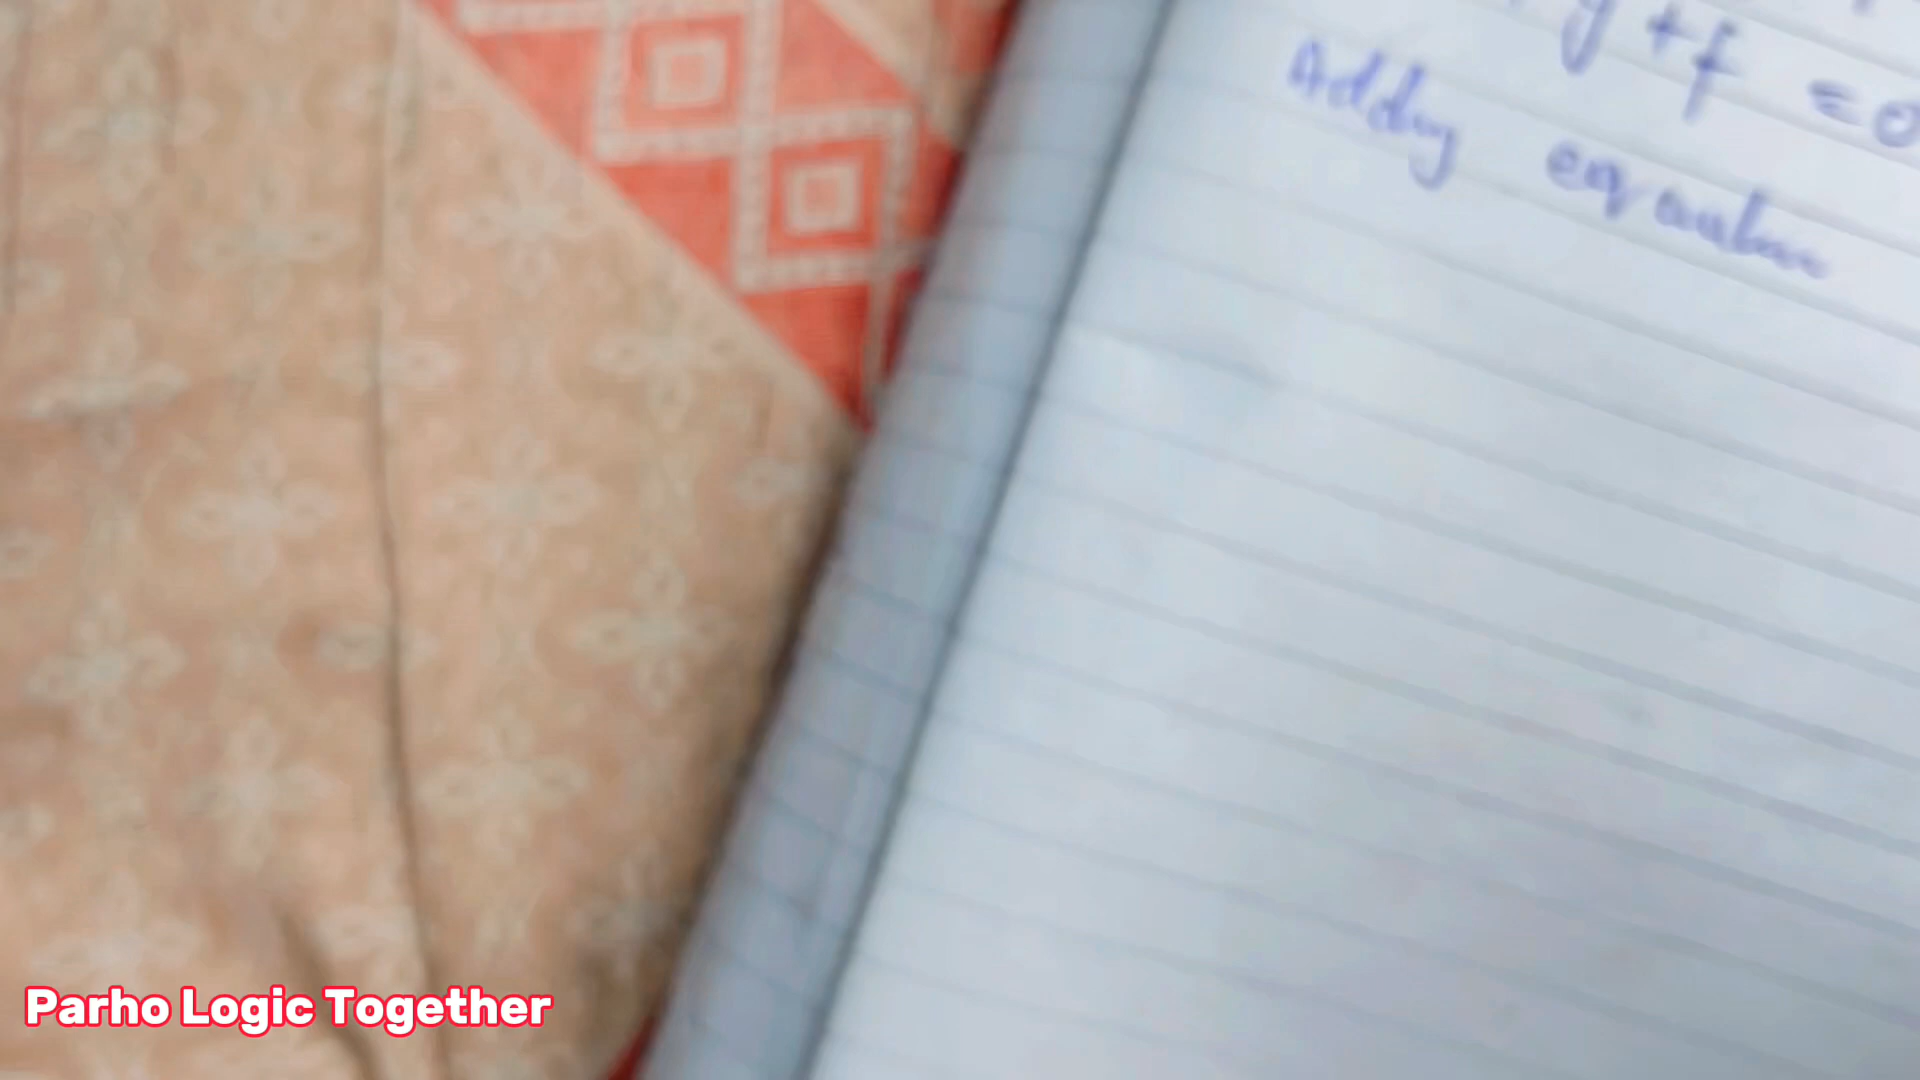 y + f = 0
Adding equation
Parho Logic Together